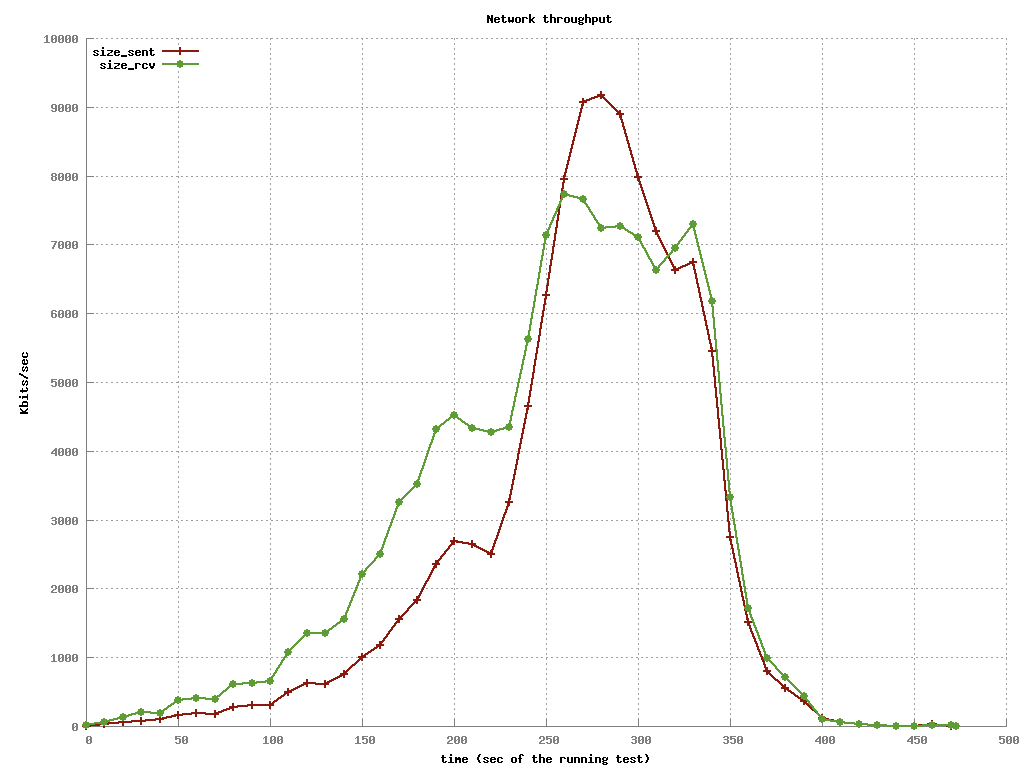 Network throughput
10000
size_sent
size_rcv
9000
8000
7000
6000
5000
4000
3000
2000
1000
0
Kbits/sec
0 50 100 150 200 250 300 350 400 450 500
time (sec of the running test)